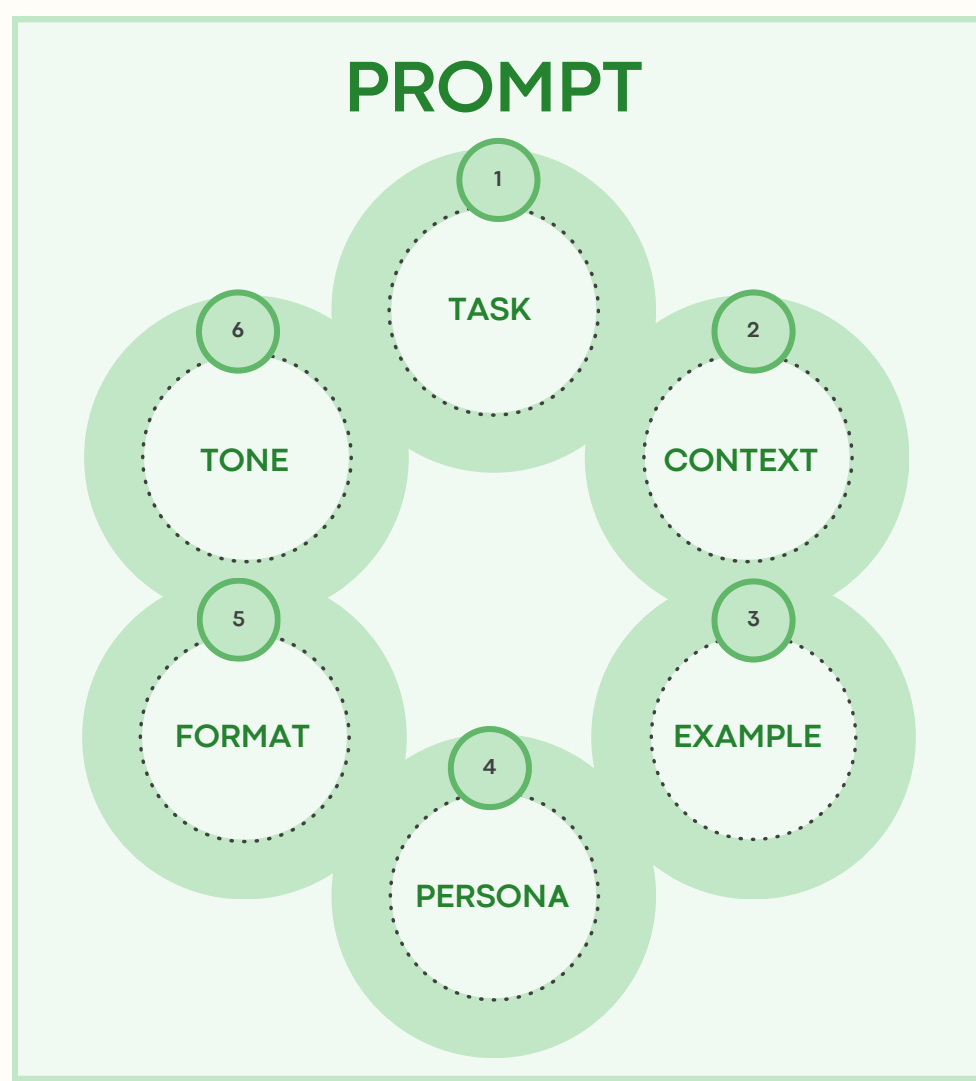 PROMPT
1
TASK
2
CONTEXT
3
EXAMPLE
4
PERSONA
5
FORMAT
6
TONE